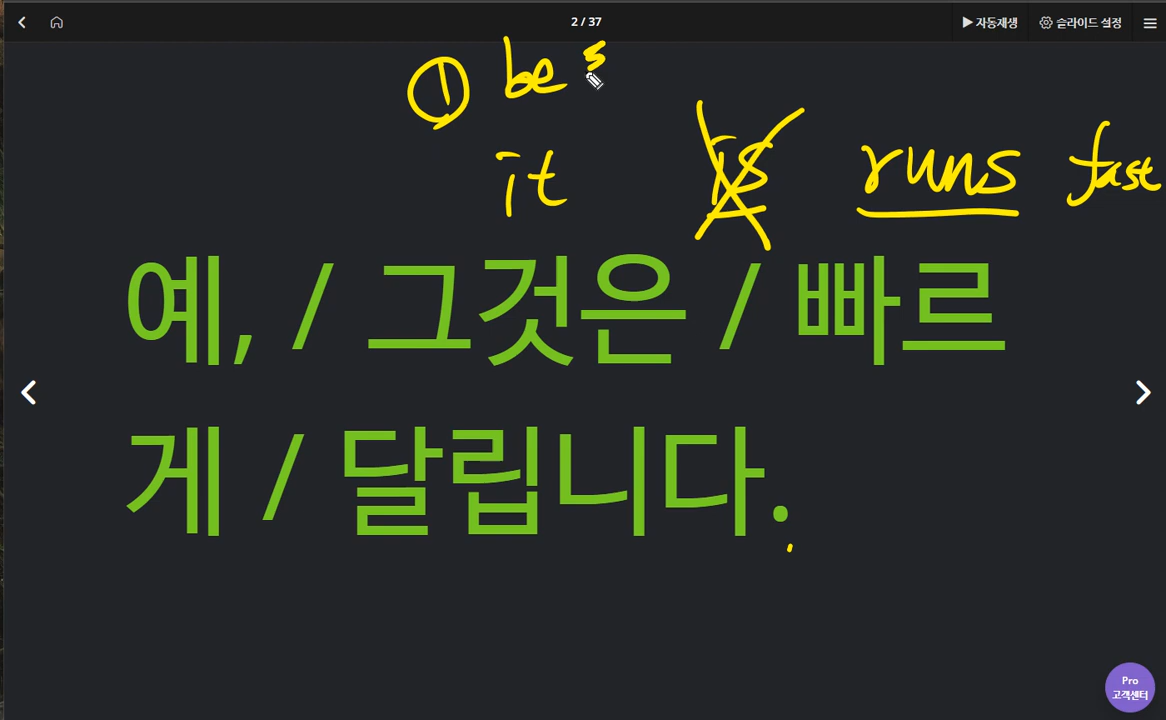 2 / 37
자동재생
슬라이드 설정
① be
it is runs fast
예, / 그것은 / 빠르
게 / 달립니다.
Pro
고객센터